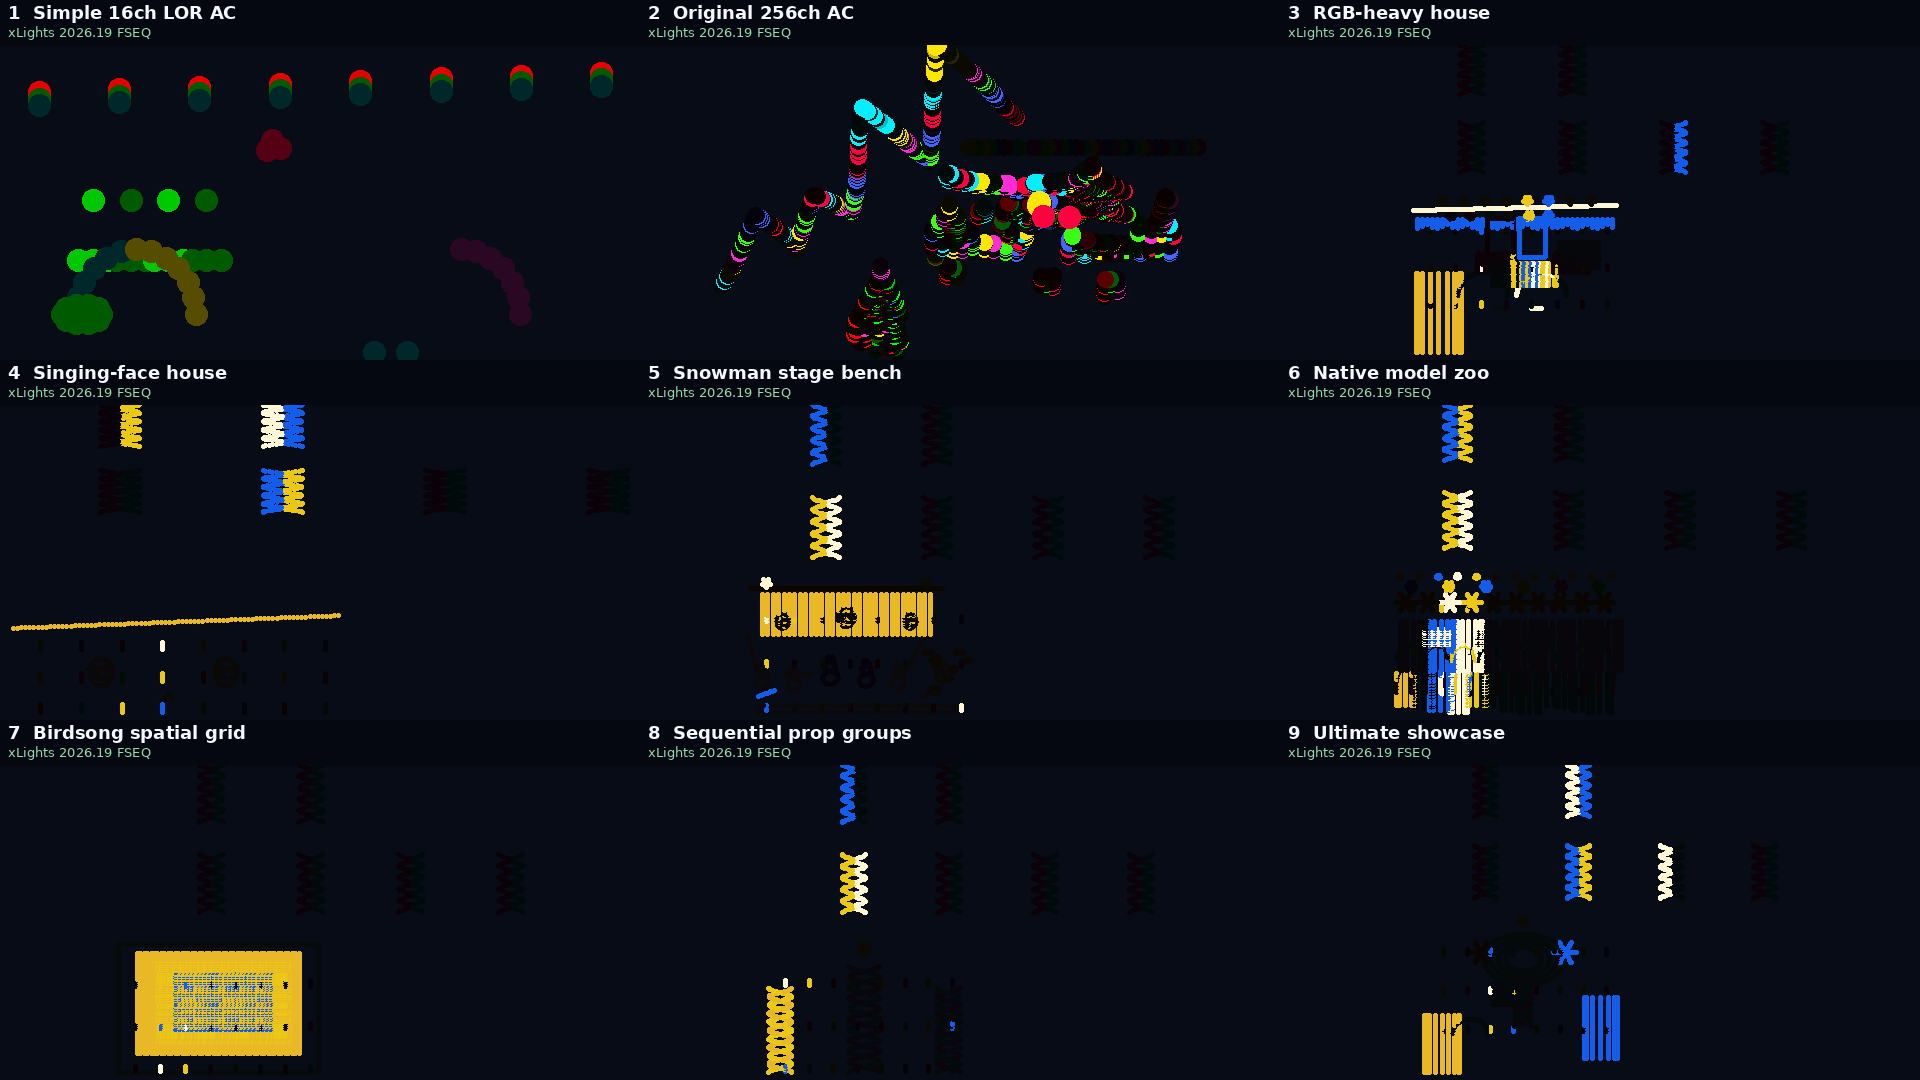 1  Simple 16ch LOR AC
xLights 2026.19 FSEQ
2  Original 256ch AC
xLights 2026.19 FSEQ
3  RGB-heavy house
xLights 2026.19 FSEQ
4  Singing-face house
xLights 2026.19 FSEQ
5  Snowman stage bench
xLights 2026.19 FSEQ
6  Native model zoo
xLights 2026.19 FSEQ
7  Birdsong spatial grid
xLights 2026.19 FSEQ
8  Sequential prop groups
xLights 2026.19 FSEQ
9  Ultimate showcase
xLights 2026.19 FSEQ